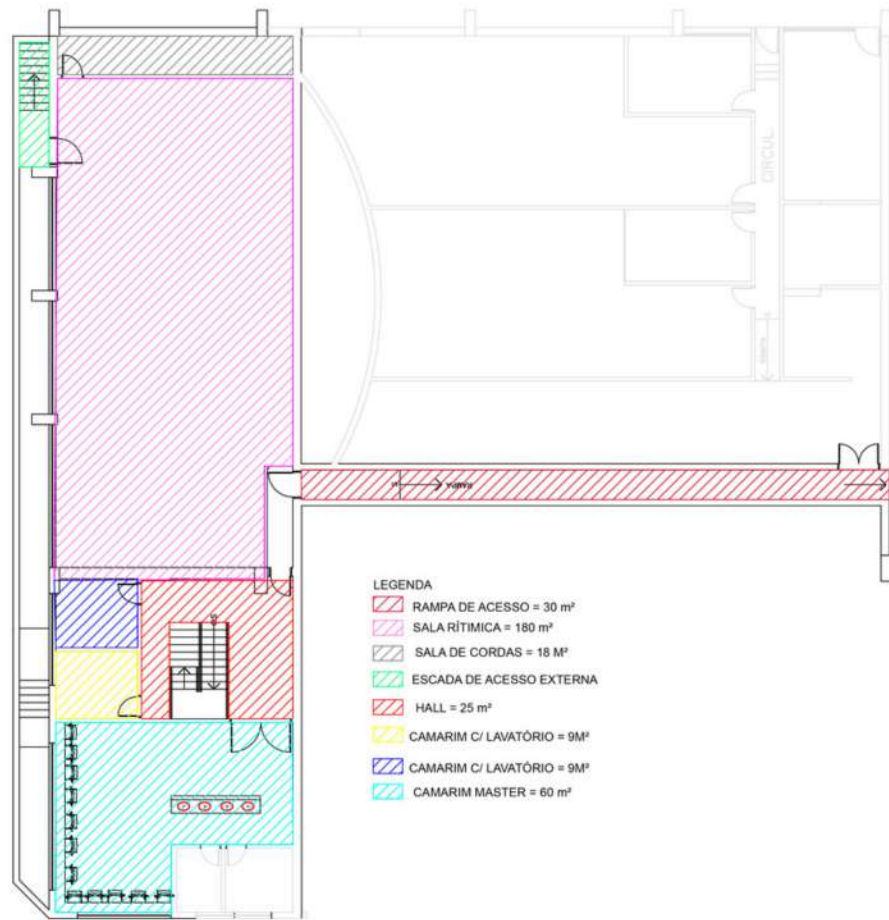 CIRCUL.
RAMPA
LEGENDA
RAMPA DE ACESSO = 30 m²
SALA RÍTIMICA = 180 m²
SALA DE CORDAS = 18 M²
ESCADA DE ACESSO EXTERNA
HALL = 25 m²
CAMARIM C/ LAVATÓRIO = 9M²
CAMARIM C/ LAVATÓRIO = 9M²
CAMARIM MASTER = 60 m²